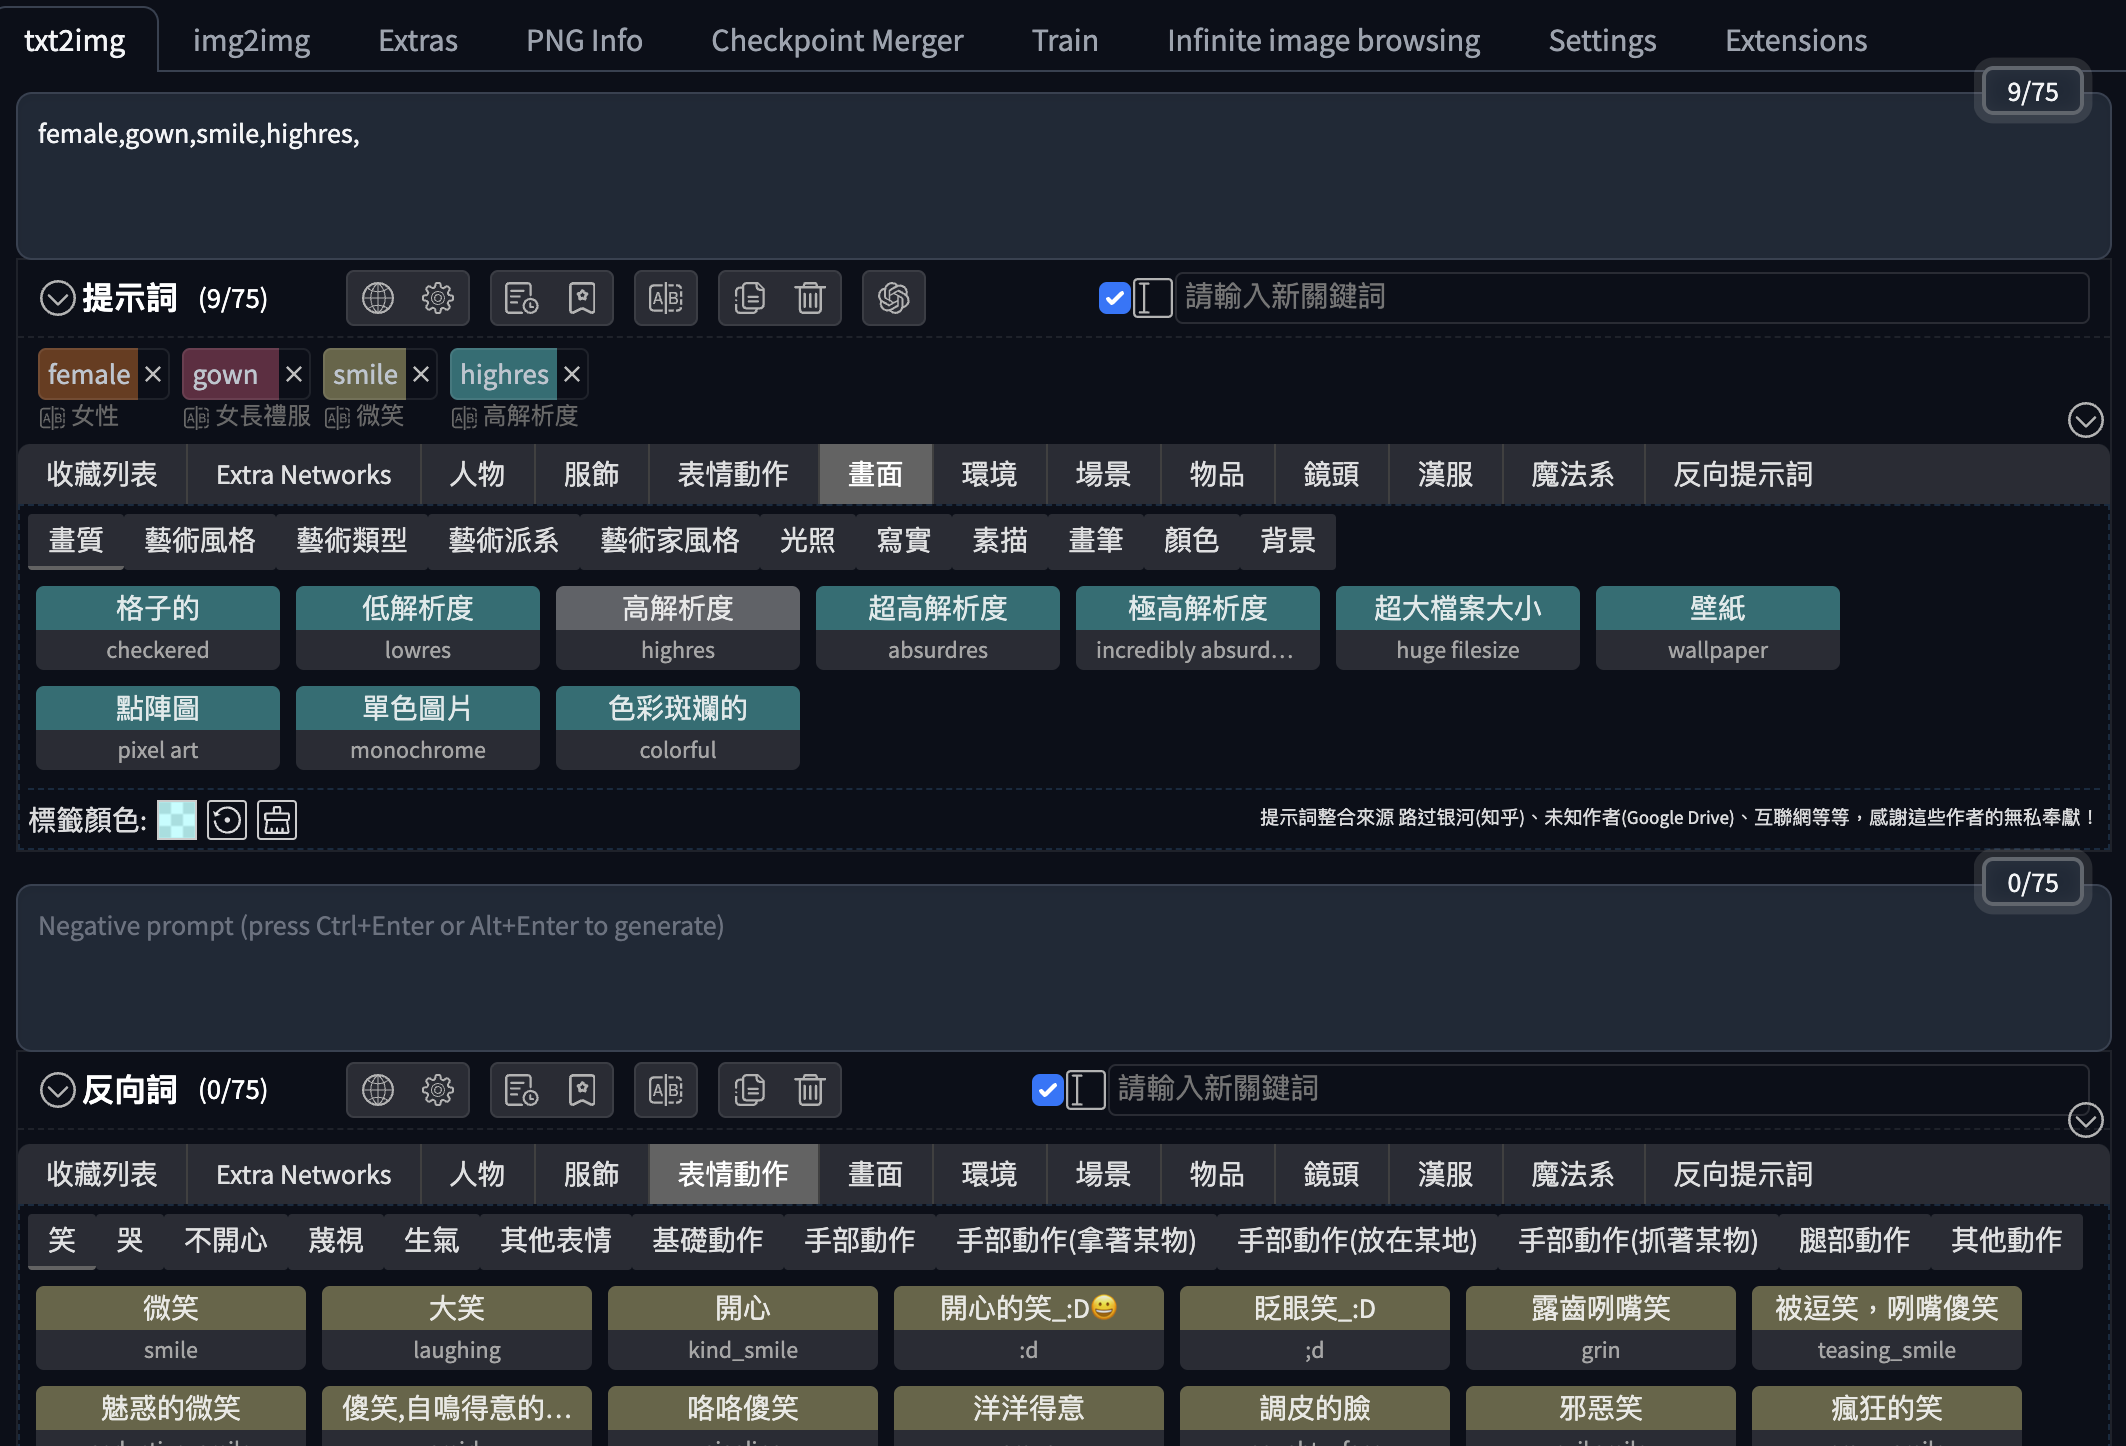 txt2img img2img Extras PNG Info Checkpoint Merger Train Infinite image browsing Settings Extensions
9/75
female,gown,smile,highres,
提示詞 (9/75) 請輸入新關鍵詞
female × gown × smile × highres ×
女性 女長禮服 微笑 高解析度
收藏列表 Extra Networks 人物 服飾 表情動作 畫面 環境 場景 物品 鏡頭 漢服 魔法系 反向提示詞
畫質 藝術風格 藝術類型 藝術派系 藝術家風格 光照 寫實 素描 畫筆 顏色 背景
格子的 低解析度 高解析度 超高解析度 極高解析度 超大檔案大小 壁紙
checkered lowres highres absurdres incredibly absurd... huge filesize wallpaper
點陣圖 單色圖片 色彩斑斕的
pixel art monochrome colorful
標籤顏色: 提示詞整合來源 路过银河(知乎)、未知作者(Google Drive)、互聯網等等，感謝這些作者的無私奉獻！
0/75
Negative prompt (press Ctrl+Enter or Alt+Enter to generate)
反向詞 (0/75) 請輸入新關鍵詞
收藏列表 Extra Networks 人物 服飾 表情動作 畫面 環境 場景 物品 鏡頭 漢服 魔法系 反向提示詞
笑 哭 不開心 蔑視 生氣 其他表情 基礎動作 手部動作 手部動作(拿著某物) 手部動作(放在某地) 手部動作(抓著某物) 腿部動作 其他動作
微笑 大笑 開心 開心的笑_:D😀 眨眼笑_:D 露齒咧嘴笑 被逗笑，咧嘴傻笑
smile laughing kind_smile :d ;d grin teasing_smile
魅惑的微笑 傻笑,自鳴得意的... 咯咯傻笑 洋洋得意 調皮的臉 邪惡笑 瘋狂的笑